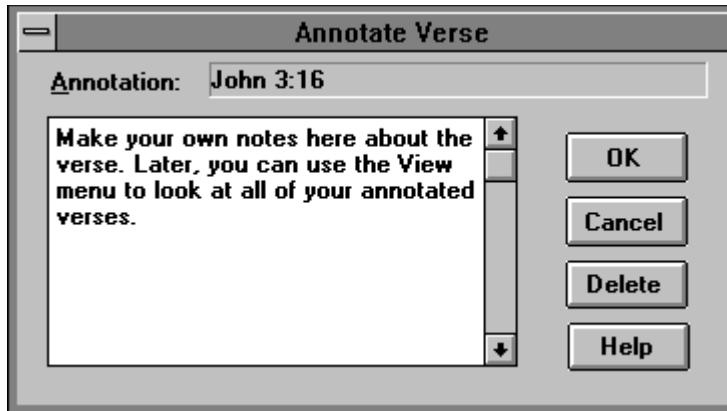 Annotate Verse
Annotation: John 3:16
Make your own notes here about the
verse. Later, you can use the View
menu to look at all of your annotated
verses.
OK
Cancel
Delete
Help